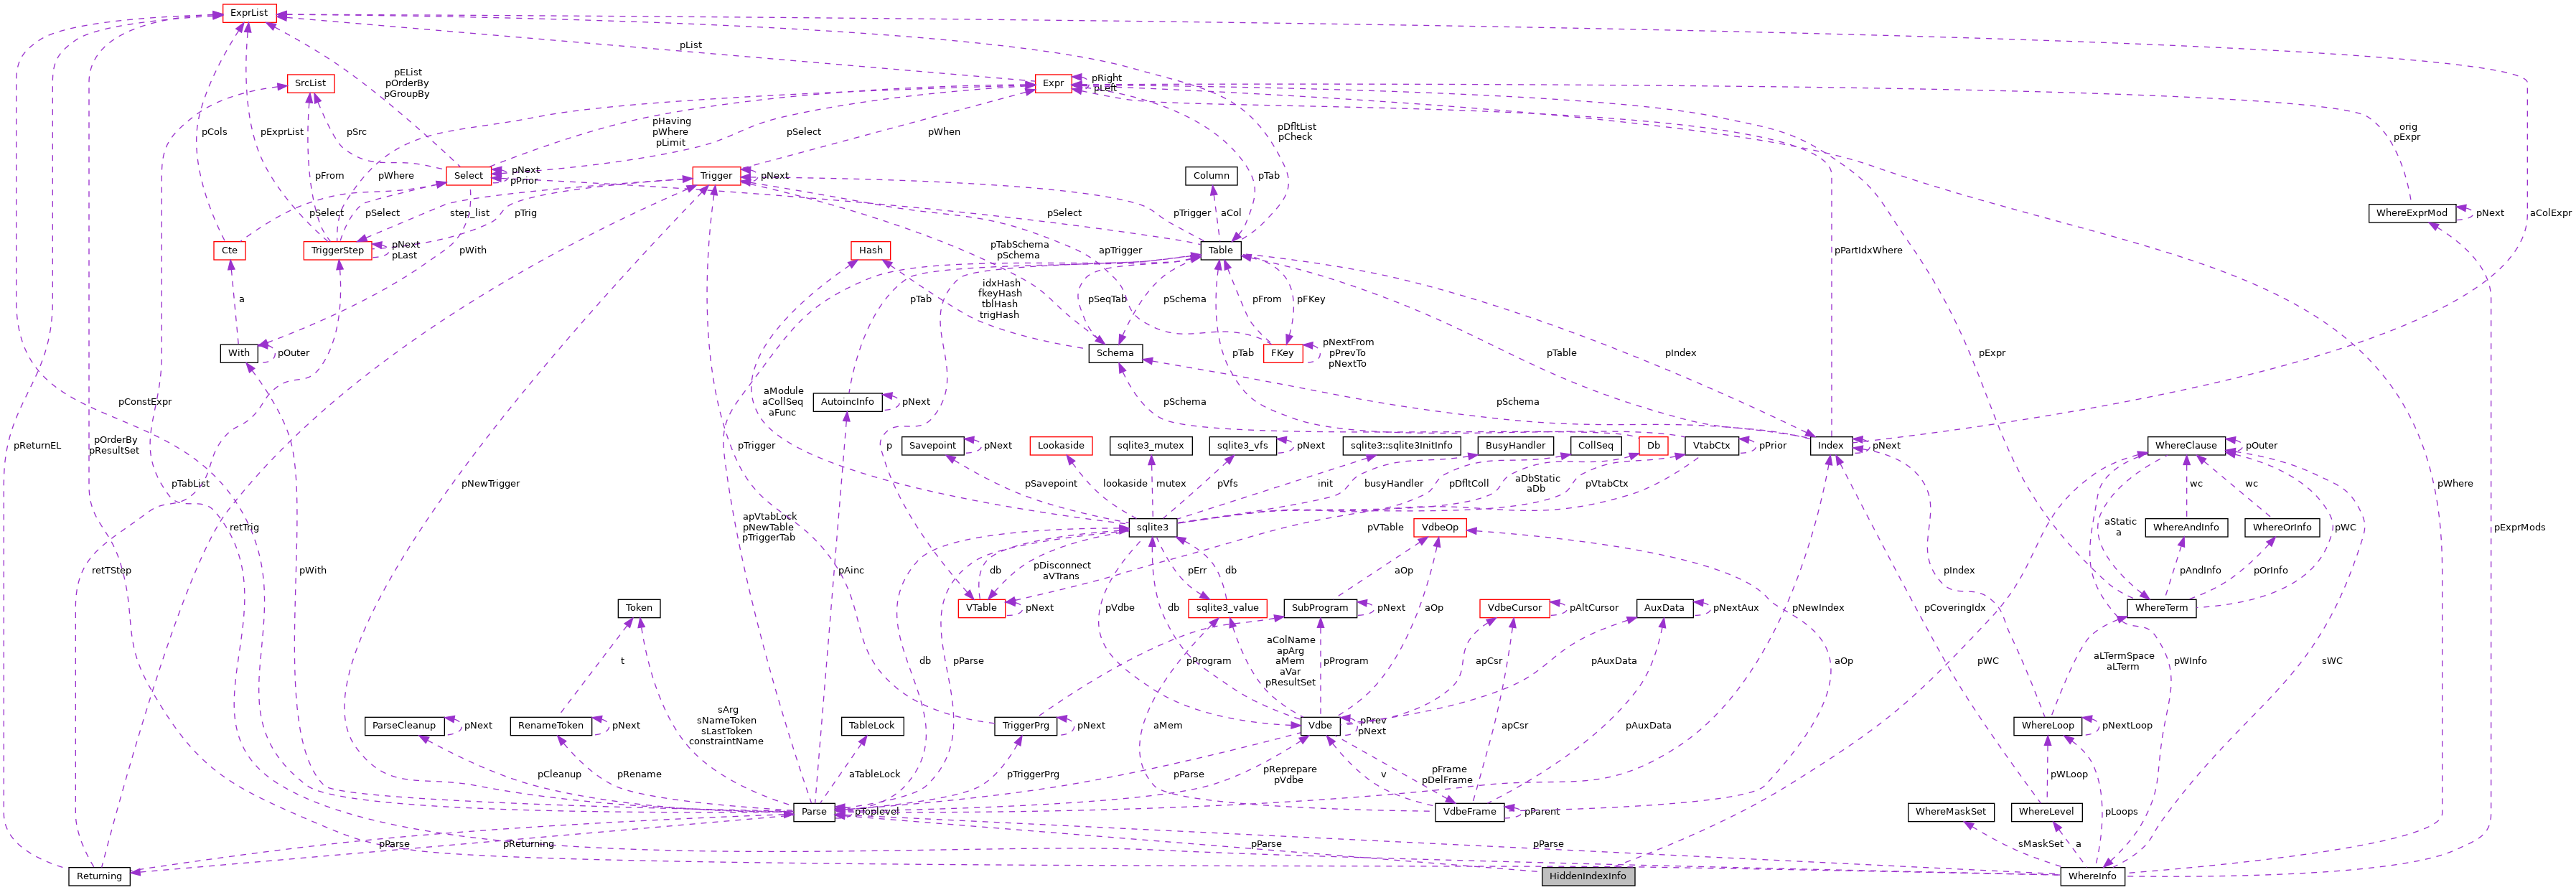 ExprList
pList
SrcList
Expr
pRight
pLeft
pEList
pOrderBy
pGroupBy
pCols
pExprList
pSrc
pHaving
pWhere
pLimit
pSelect
pWhen
pDfltList
pCheck
orig
pExpr
pFrom
pWhere
Select
pNext
pPrior
Trigger
pNext
Column
pTab
pSelect
pSelect
step_list
pTrig
pWith
pSelect
pTrigger
aCol
WhereExprMod
pNext
aColExpr
Cte
TriggerStep
pNext
pLast
Hash
pTabSchema
pSchema
apTrigger
Table
pPartIdxWhere
a
idxHash
fkeyHash
tblHash
trigHash
pTab
pSeqTab
pSchema
pFrom
pFKey
With
pOuter
Schema
FKey
pNextFrom
pPrevTo
pNextTo
pTab
pTable
pIndex
pExpr
pConstExpr
aModule
aCollSeq
aFunc
AutoincInfo
pNext
pSchema
pSchema
pReturnEL
pOrderBy
pResultSet
pTrigger
p
Savepoint
pNext
Lookaside
sqlite3_mutex
sqlite3_vfs
pNext
sqlite3::sqlite3InitInfo
BusyHandler
CollSeq
Db
VtabCtx
pPrior
Index
pNext
WhereClause
pOuter
pTabList
pNewTrigger
pSavepoint
lookaside
mutex
pVfs
init
busyHandler
pDfltColl
aDbStatic
aDb
pVtabCtx
wc
wc
pWhere
retTrig
apVtabLock
pNewTable
pTriggerTab
sqlite3
pVTable
VdbeOp
aStatic
a
WhereAndInfo
WhereOrInfo
pWC
pExprMods
retTStep
pWith
pAinc
db
pDisconnect
aVTrans
pErr
db
aOp
pIndex
pAndInfo
pOrInfo
Token
VTable
pNext
pVdbe
db
sqlite3_value
SubProgram
pNext
aOp
VdbeCursor
pAltCursor
AuxData
pNextAux
pNewIndex
pCoveringIdx
WhereTerm
t
db
pParse
pProgram
aColName
apArg
aMem
aVar
pResultSet
pProgram
apCsr
pAuxData
aOp
pWC
aLTermSpace
aLTerm
pWInfo
sWC
ParseCleanup
pNext
RenameToken
pNext
sArg
sNameToken
sLastToken
constraintName
TableLock
TriggerPrg
pNext
aMem
Vdbe
pPrev
pNext
apCsr
pAuxData
WhereLoop
pNextLoop
pCleanup
pRename
aTableLock
pTriggerPrg
pParse
pReprepare
pVdbe
v
pFrame
pDelFrame
pWLoop
Parse
pToplevel
VdbeFrame
pParent
WhereMaskSet
WhereLevel
pLoops
pParse
pReturning
pParse
pParse
sMaskSet
a
Returning
HiddenIndexInfo
WhereInfo